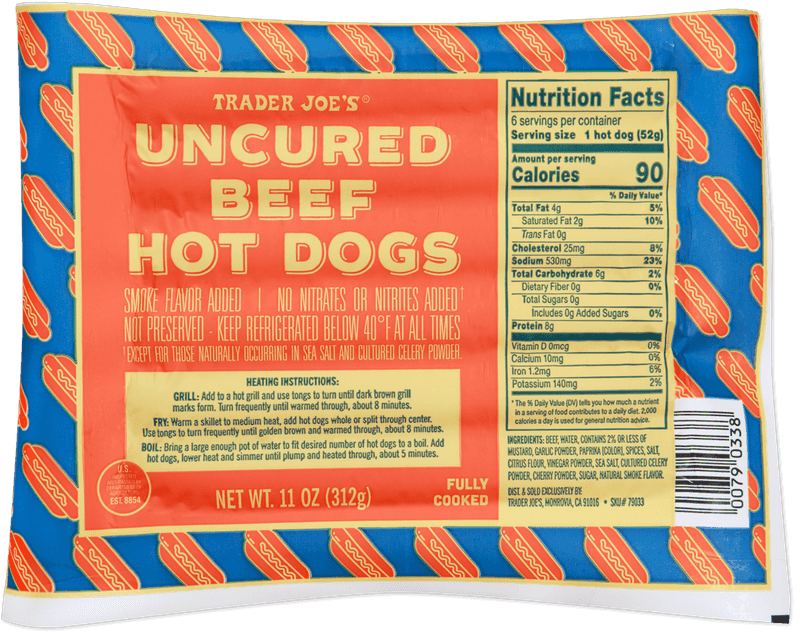 TRADER JOE'S®
UNCURED
BEEF
HOT DOGS
SMOKE FLAVOR ADDED | NO NITRATES OR NITRITES ADDED†
NOT PRESERVED - KEEP REFRIGERATED BELOW 40°F AT ALL TIMES
†EXCEPT FOR THOSE NATURALLY OCCURRING IN SEA SALT AND CULTURED CELERY POWDER.
HEATING INSTRUCTIONS:
GRILL: Add to a hot grill and use tongs to turn until dark brown grill
marks form. Turn frequently until warmed through, about 8 minutes.
FRY: Warm a skillet to medium heat, add hot dogs whole or split through center.
Use tongs to turn frequently until golden brown and warmed through, about 8 minutes.
BOIL: Bring a large enough pot of water to fit desired number of hot dogs to a boil. Add
hot dogs, lower heat and simmer until plump and heated through, about 5 minutes.
U.S.
INSPECTED
EST. 8854
NET WT. 11 OZ (312g)
FULLY
COOKED
Nutrition Facts
6 servings per container
Serving size 1 hot dog (52g)
Amount per serving
Calories 90
% Daily Value*
Total Fat 4g 5%
Saturated Fat 2g 10%
Trans Fat 0g
Cholesterol 25mg 8%
Sodium 530mg 23%
Total Carbohydrate 6g 2%
Dietary Fiber 0g 0%
Total Sugars 0g
Includes 0g Added Sugars 0%
Protein 8g
Vitamin D 0mcg 0%
Calcium 10mg 0%
Iron 1.2mg 6%
Potassium 140mg 2%
* The % Daily Value (DV) tells you how much a nutrient
in a serving of food contributes to a daily diet. 2,000
calories a day is used for general nutrition advice.
INGREDIENTS: BEEF, WATER, CONTAINS 2% OR LESS OF
MUSTARD, GARLIC POWDER, PAPRIKA (COLOR), SPICES, SALT,
CITRUS FLOUR, VINEGAR POWDER, SEA SALT, CULTURED CELERY
POWDER, CHERRY POWDER, SUGAR, NATURAL SMOKE FLAVOR.
DIST. & SOLD EXCLUSIVELY BY:
TRADER JOE'S, MONROVIA, CA 91016 • SKU# 79033
0079 0338